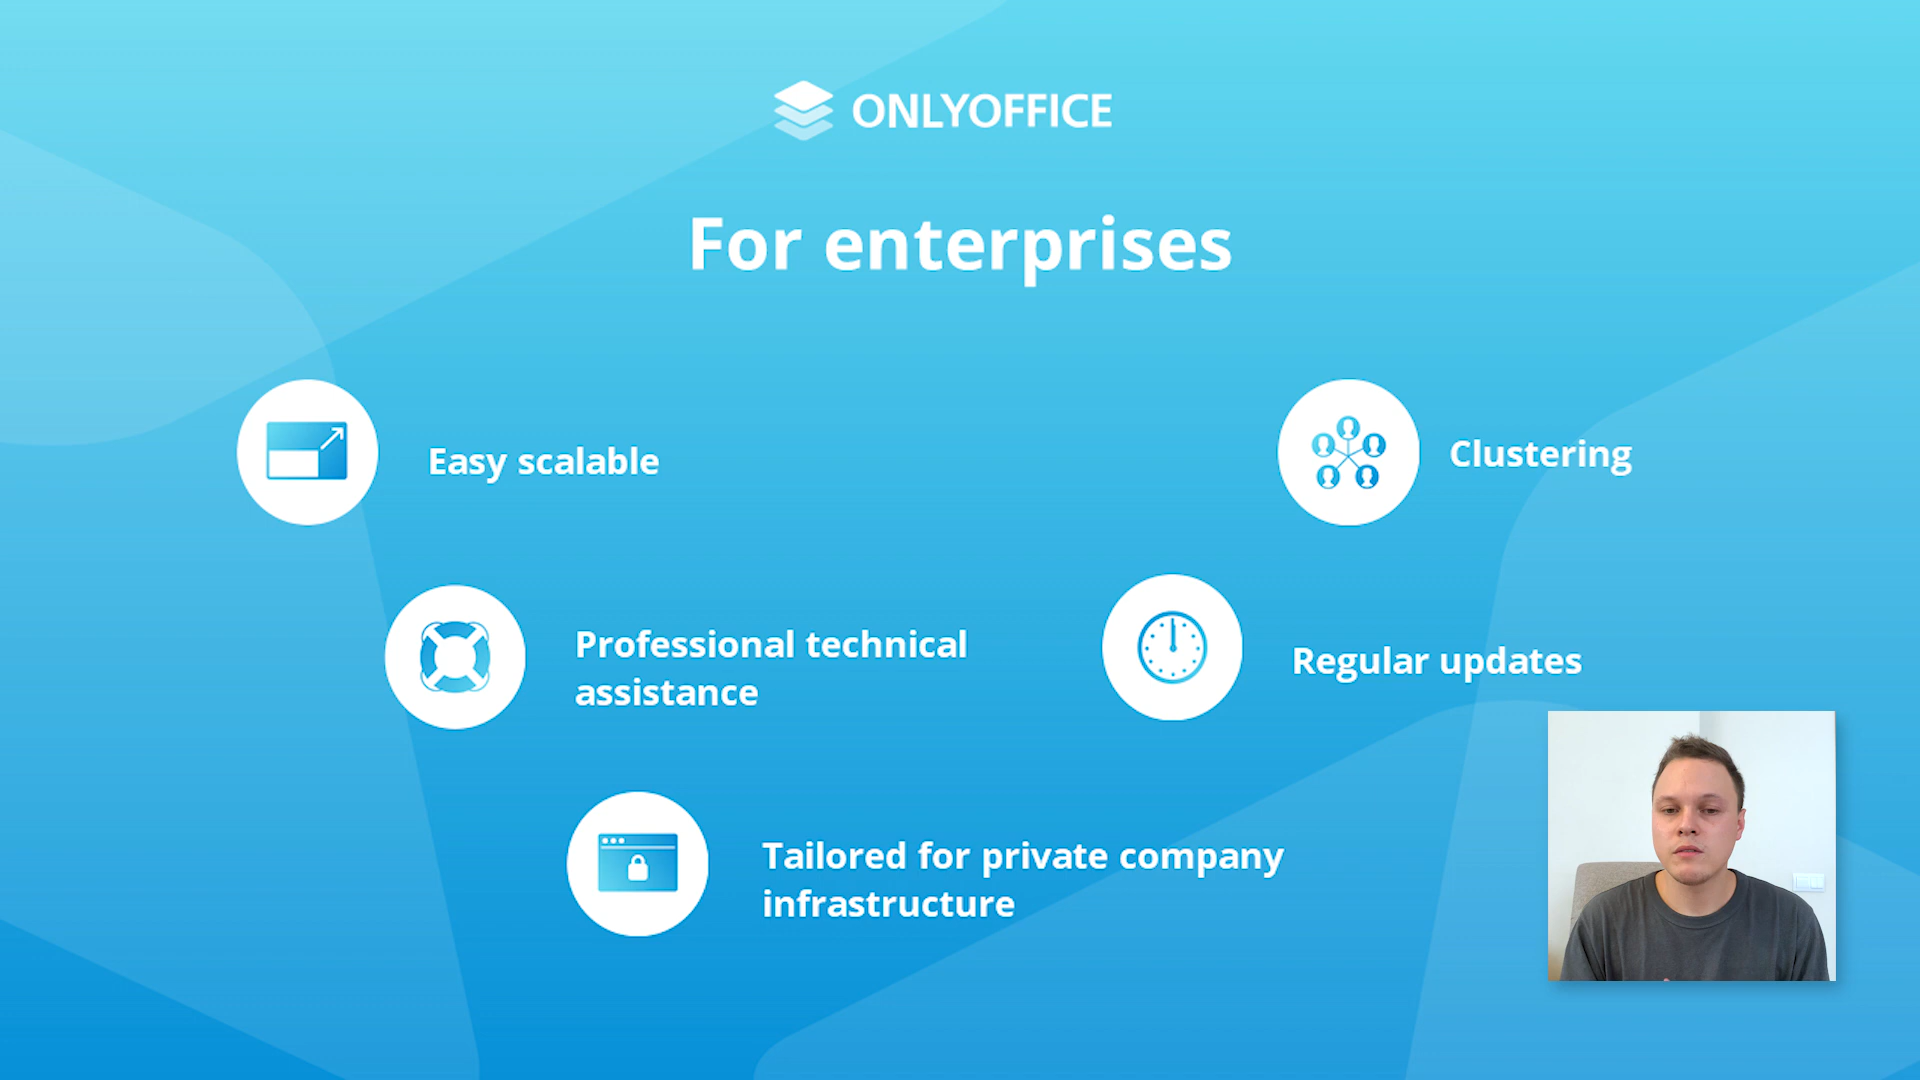 ONLYOFFICE
For enterprises
Easy scalable
Clustering
Professional technical
assistance
Regular updates
Tailored for private company
infrastructure